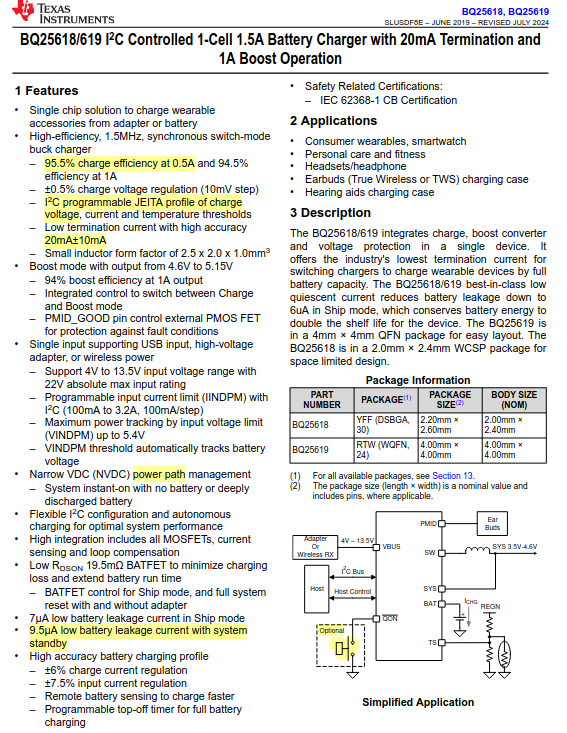 TEXAS
INSTRUMENTS
BQ25618, BQ25619
SLUSDF5E – JUNE 2019 – REVISED JULY 2024
BQ25618/619 I²C Controlled 1-Cell 1.5A Battery Charger with 20mA Termination and
1A Boost Operation
1 Features
• Single chip solution to charge wearable
accessories from adapter or battery
• High-efficiency, 1.5MHz, synchronous switch-mode
buck charger
– 95.5% charge efficiency at 0.5A and 94.5%
efficiency at 1A
– ±0.5% charge voltage regulation (10mV step)
– I²C programmable JEITA profile of charge
voltage, current and temperature thresholds
– Low termination current with high accuracy
20mA±10mA
– Small inductor form factor of 2.5 x 2.0 x 1.0mm³
• Boost mode with output from 4.6V to 5.15V
– 94% boost efficiency at 1A output
– Integrated control to switch between Charge
and Boost mode
– PMID_GOOD pin control external PMOS FET
for protection against fault conditions
• Single input supporting USB input, high-voltage
adapter, or wireless power
– Support 4V to 13.5V input voltage range with
22V absolute max input rating
– Programmable input current limit (IINDPM) with
I²C (100mA to 3.2A, 100mA/step)
– Maximum power tracking by input voltage limit
(VINDPM) up to 5.4V
– VINDPM threshold automatically tracks battery
voltage
• Narrow VDC (NVDC) power path management
– System instant-on with no battery or deeply
discharged battery
• Flexible I²C configuration and autonomous
charging for optimal system performance
• High integration includes all MOSFETs, current
sensing and loop compensation
• Low RDSON 19.5mΩ BATFET to minimize charging
loss and extend battery run time
– BATFET control for Ship mode, and full system
reset with and without adapter
• 7µA low battery leakage current in Ship mode
• 9.5µA low battery leakage current with system
standby
• High accuracy battery charging profile
– ±6% charge current regulation
– ±7.5% input current regulation
– Remote battery sensing to charge faster
– Programmable top-off timer for full battery
charging
• Safety Related Certifications:
– IEC 62368-1 CB Certification
2 Applications
• Consumer wearables, smartwatch
• Personal care and fitness
• Headsets/headphone
• Earbuds (True Wireless or TWS) charging case
• Hearing aids charging case
3 Description
The BQ25618/619 integrates charge, boost converter
and voltage protection in a single device. It
offers the industry's lowest termination current for
switching chargers to charge wearable devices by full
battery capacity. The BQ25618/619 best-in-class low
quiescent current reduces battery leakage down to
6uA in Ship mode, which conserves battery energy to
double the shelf life for the device. The BQ25619 is
in a 4mm × 4mm QFN package for easy layout. The
BQ25618 is in a 2.0mm × 2.4mm WCSP package for
space limited design.
Package Information
PART NUMBER PACKAGE(1) PACKAGE SIZE(2) BODY SIZE (NOM)
BQ25618 YFF (DSBGA, 30) 2.20mm × 2.60mm 2.00mm × 2.40mm
BQ25619 RTW (WQFN, 24) 4.00mm × 4.00mm 4.00mm × 4.00mm
(1) For all available packages, see Section 13.
(2) The package size (length × width) is a nominal value and
includes pins, where applicable.
PMID
Ear
Buds
Adapter
Or
Wireless RX
4V – 13.5V
VBUS
SW
SYS 3.5V-4.6V
I²C Bus
Host
Host Control
SYS
BAT
ICHG
REGN
QON
Optional
TS
Simplified Application